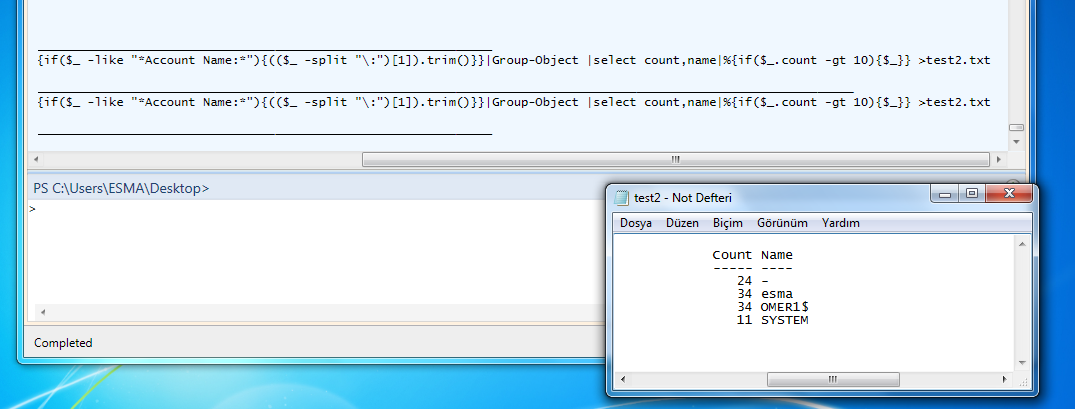 {if($_ -like "*Account Name:*"){(($_ -split "\:")[1]).trim()}}|Group-Object |select count,name|%{if($_.count -gt 10){$_}} >test.txt
{if($_ -like "*Account Name:*"){(($_ -split "\:")[1]).trim()}}|Group-Object |select count,name|%{if($_.count -gt 10){$_}} >test2.txt
PS C:\Users\ESMA\Desktop>
>
Completed
test2 - Not Defteri
Dosya Düzen Biçim Görünüm Yardım
Count Name
----- ----
24 -
34 esma
34 OMER1$
11 SYSTEM